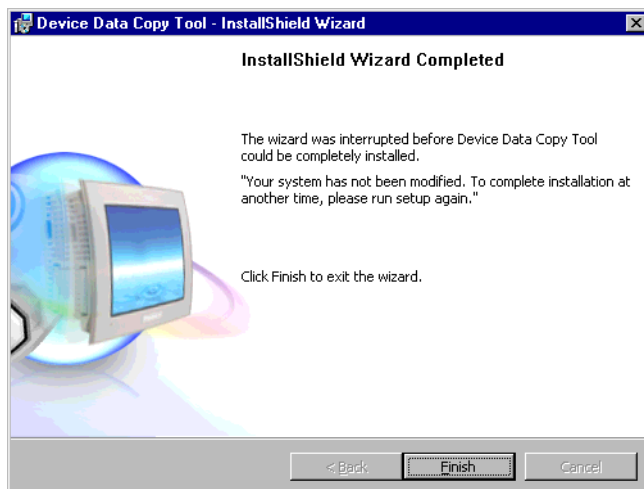 Device Data Copy Tool - InstallShield Wizard
InstallShield Wizard Completed
The wizard was interrupted before Device Data Copy Tool
could be completely installed.
"Your system has not been modified. To complete installation at
another time, please run setup again."
Click Finish to exit the wizard.
< Back
Finish
Cancel